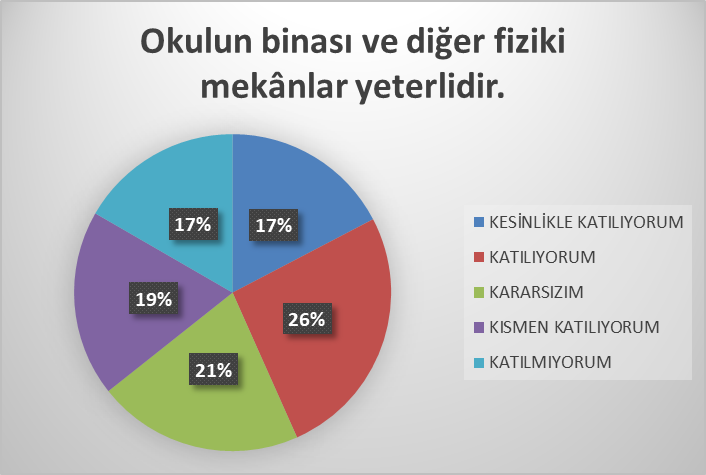 Okulun binası ve diğer fiziki
mekânlar yeterlidir.
17%
17%
26%
19%
21%
KESİNLİKLE KATILIYORUM
KATILIYORUM
KARARSIZIM
KISMEN KATILIYORUM
KATILMIYORUM